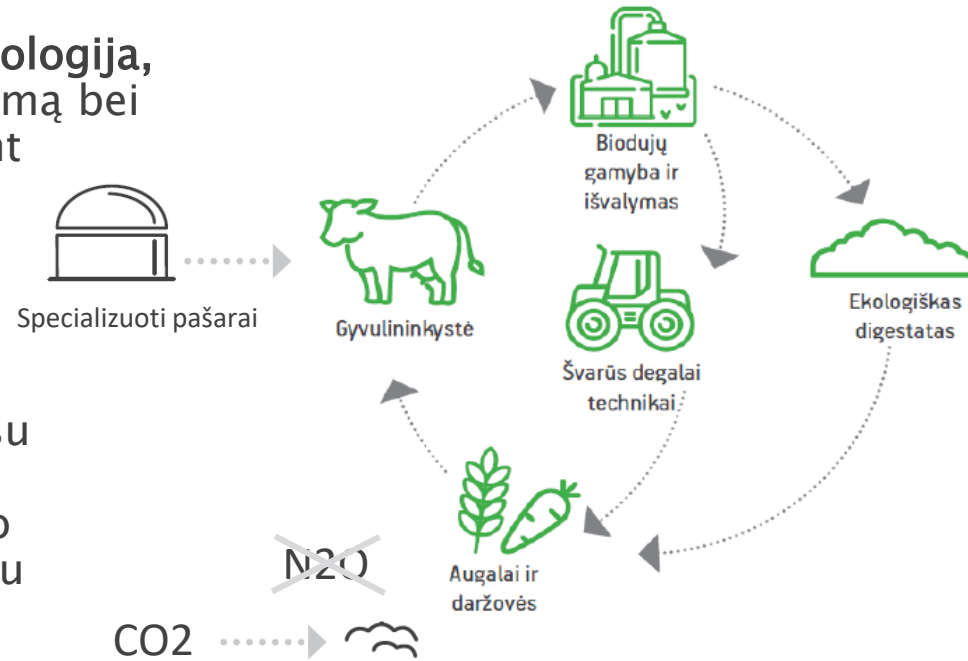 ologija,
mą bei
nt
Biodujų
gamyba ir
išvalymas
Specializuoti pašarai
Gyvulininkystė
Ekologiškas
digestatas
Švarūs degalai
technikai
su
o
u
N2O
Augalai ir
daržovės
CO2